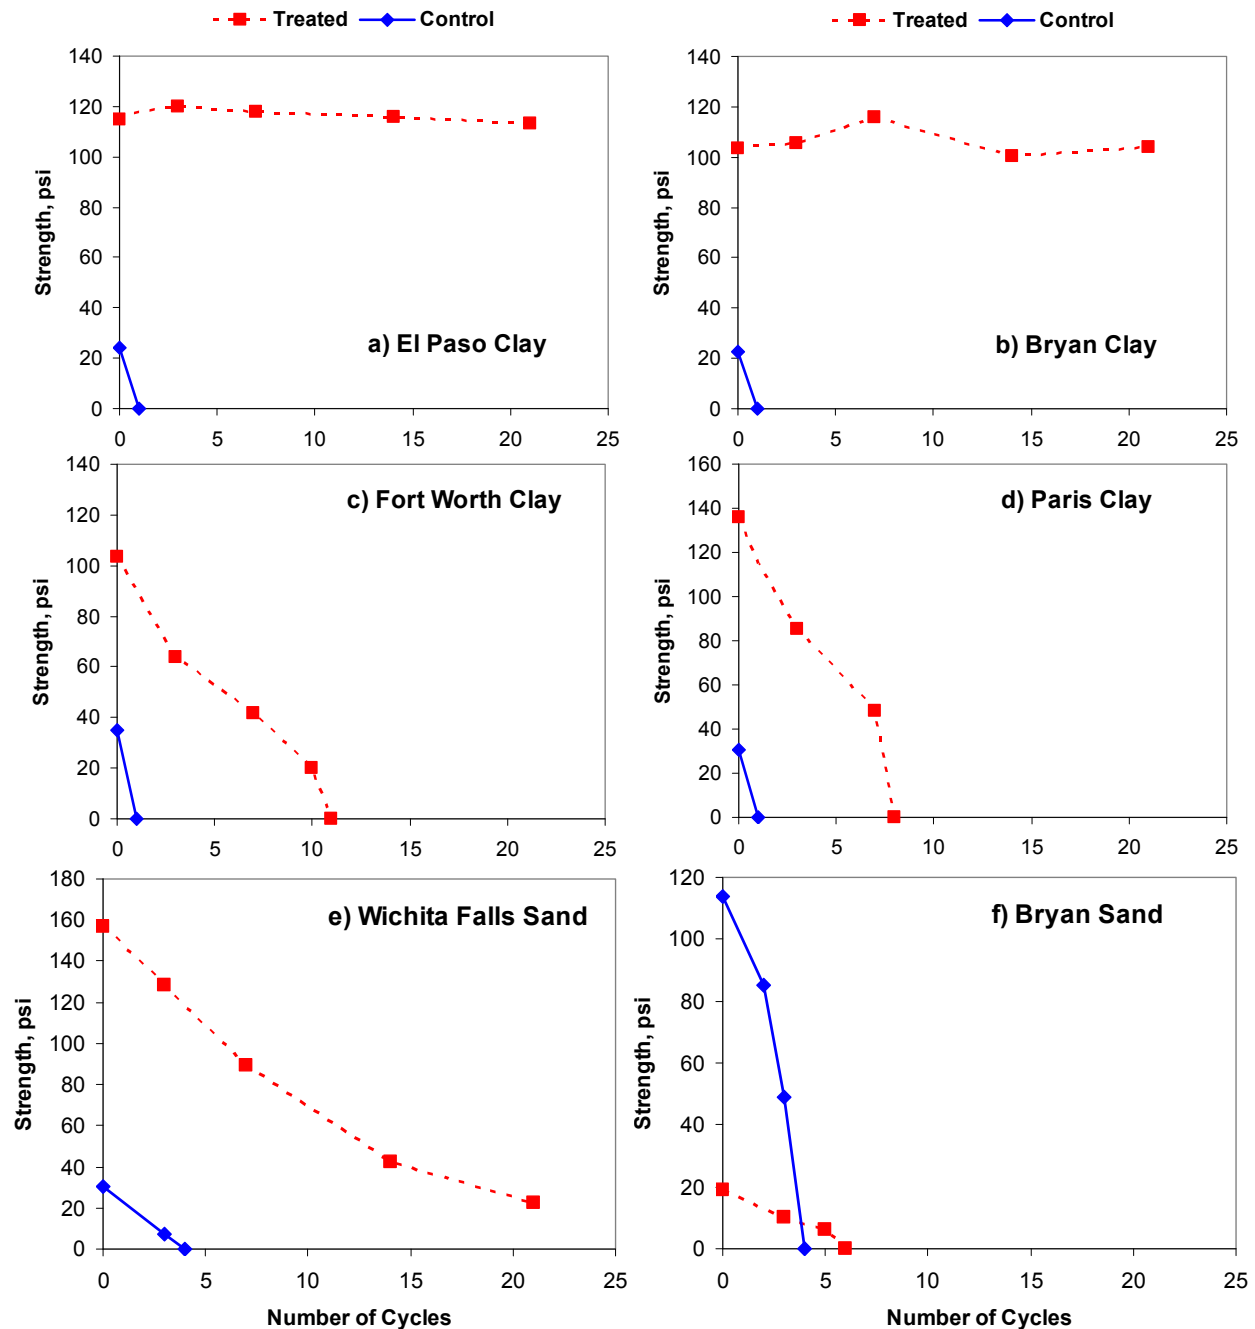 Treated Control
Treated Control
140
120
100
80
60
40
20
0
Strength, psi
a) El Paso Clay
0 5 10 15 20 25
140
120
100
80
60
40
20
0
Strength, psi
b) Bryan Clay
0 5 10 15 20 25
140
120
100
80
60
40
20
0
Strength, psi
c) Fort Worth Clay
0 5 10 15 20 25
160
140
120
100
80
60
40
20
0
Strength, psi
d) Paris Clay
0 5 10 15 20 25
180
160
140
120
100
80
60
40
20
0
Strength, psi
e) Wichita Falls Sand
0 5 10 15 20 25
Number of Cycles
120
100
80
60
40
20
0
Strength, psi
f) Bryan Sand
0 5 10 15 20 25
Number of Cycles